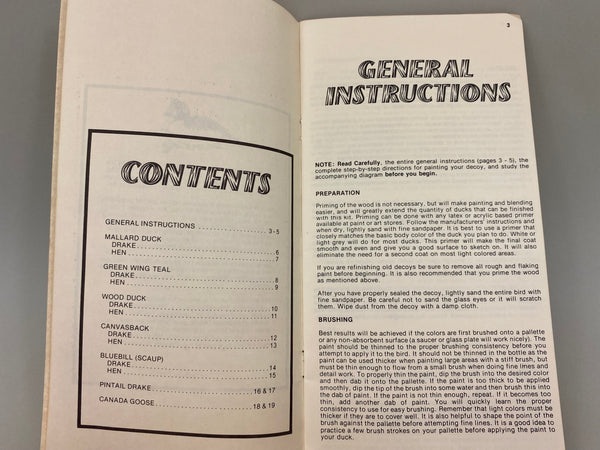 CONTENTS
GENERAL INSTRUCTIONS . . . . . . . . . . . . . . . . . 3-5
MALLARD DUCK
DRAKE . . . . . . . . . . . . . . . . . . . . . . . . . . . . . . 6
HEN . . . . . . . . . . . . . . . . . . . . . . . . . . . . . . . . 7
GREEN WING TEAL
DRAKE . . . . . . . . . . . . . . . . . . . . . . . . . . . . . . 8
HEN . . . . . . . . . . . . . . . . . . . . . . . . . . . . . . . . 9
WOOD DUCK
DRAKE . . . . . . . . . . . . . . . . . . . . . . . . . . . . . . 10
HEN . . . . . . . . . . . . . . . . . . . . . . . . . . . . . . . . 11
CANVASBACK
DRAKE . . . . . . . . . . . . . . . . . . . . . . . . . . . . . . 12
HEN . . . . . . . . . . . . . . . . . . . . . . . . . . . . . . . . 13
BLUEBILL (SCAUP)
DRAKE . . . . . . . . . . . . . . . . . . . . . . . . . . . . . . 14
HEN . . . . . . . . . . . . . . . . . . . . . . . . . . . . . . . . 15
PINTAIL DRAKE . . . . . . . . . . . . . . . . . . . . . . 16 & 17
CANADA GOOSE . . . . . . . . . . . . . . . . . . . . . 18 & 19
3
GENERAL
INSTRUCTIONS
NOTE: Read Carefully, the entire general instructions (pages 3 - 5), the
complete step-by-step directions for painting your decoy, and study the
accompanying diagram before you begin.
PREPARATION
Priming of the wood is not necessary, but will make painting and blending
easier, and will greatly extend the quantity of ducks that can be finished
with this kit. Priming can be done with any latex or acrylic based primer
available at paint or art stores. Follow the manufacturers' instructions and
when dry, lightly sand with fine sandpaper. It is best to use a primer that
closely matches the basic body color of the duck you plan to do. White or
light grey will do for most ducks. This primer will make the final coat
smooth and even and give you a good surface to sketch on. It will also
eliminate the need for a second coat on most light colored areas.
If you are refinishing old decoys be sure to remove all rough and flaking
paint before beginning. It is also recommended that you prime the wood
as mentioned above.
After you have properly sealed the decoy, lightly sand the entire bird with
fine sandpaper. Be careful not to sand the glass eyes or it will scratch
them. Wipe dust from the decoy with a damp cloth.
BRUSHING
Best results will be achieved if the colors are first brushed onto a pallette
or any non-absorbent surface (a saucer or glass plate will work nicely). The
paint should be thinned to the proper brushing consistency before you
attempt to apply it to the bird. It should not be thinned in the bottle as the
paint can be used thicker when painting large areas with a stiff brush, but
must be thin enough to flow from a small brush when doing fine lines and
detail work. To properly thin the paint, dip the brush into the desired color
and then dab it onto the pallette. If the paint is too thick to be applied
smoothly, dip the tip of the brush into some water and then brush this into
the dab of paint. If the paint is not thin enough, repeat. If it becomes too
thin, add another dab of paint. You will quickly learn the proper
consistency to use for easy brushing. Remember that light colors must be
thicker if they are to cover well. It is also helpful to shape the point of the
brush against the pallette before attempting fine lines. It is a good idea to
practice a few brush strokes on your pallette before applying the paint to
your duck.